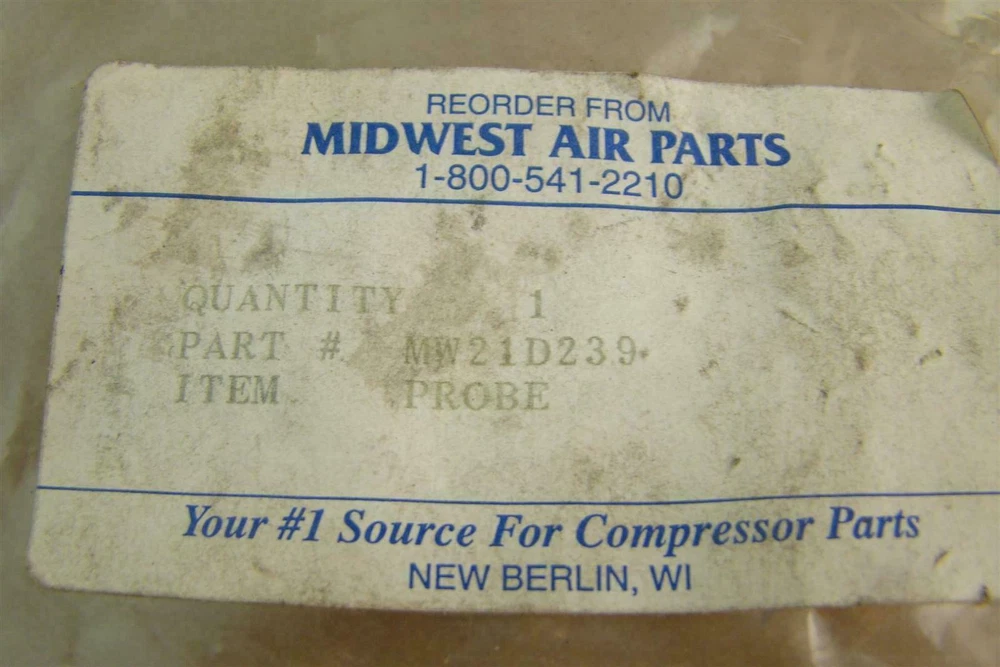 REORDER FROM
MIDWEST AIR PARTS
1-800-541-2210
QUANTITY 1
PART # MW21D239
ITEM PROBE
Your #1 Source For Compressor Parts
NEW BERLIN, WI